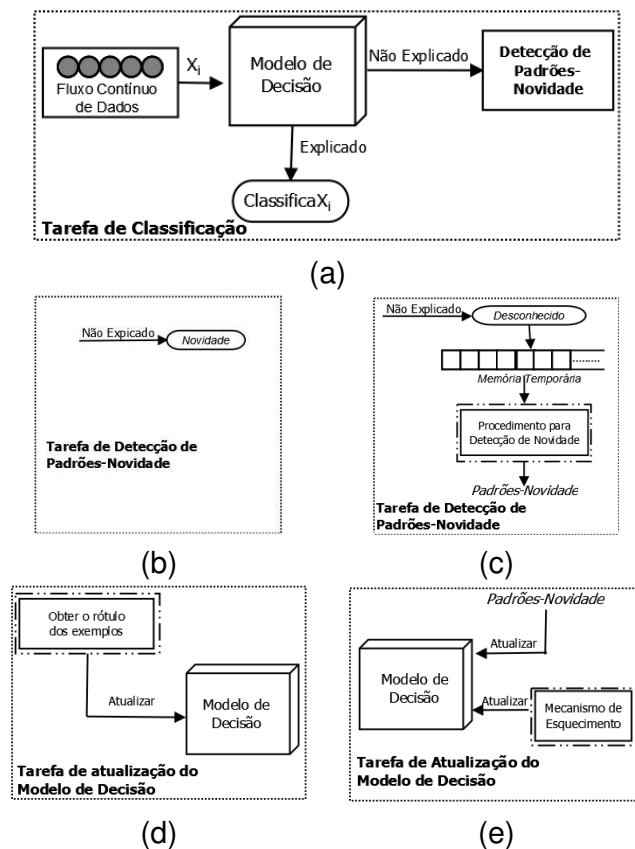 Fluxo Contínuo
de Dados
Xi
Modelo de
Decisão
Não Explicado
Detecção de
Padrões-
Novidade
Explicado
ClassificaXi
Tarefa de Classificação
(a)
Não Expicado
Novidade
Tarefa de Detecção de
Padrões-Novidade
(b)
Não Explicado
Desconhecido
.........
Memória Temporária
Procedimento para
Detecção de Novidade
Padrões-Novidade
Tarefa de Detecção de
Padrões-Novidade
(c)
Obter o rótulo
dos exemplos
Atualizar
Modelo de
Decisão
Tarefa de atualização do
Modelo de Decisão
(d)
Padrões-Novidade
Atualizar
Modelo de
Decisão
Atualizar
Mecanismo de
Esquecimento
Tarefa de Atualização do
Modelo de Decisão
(e)